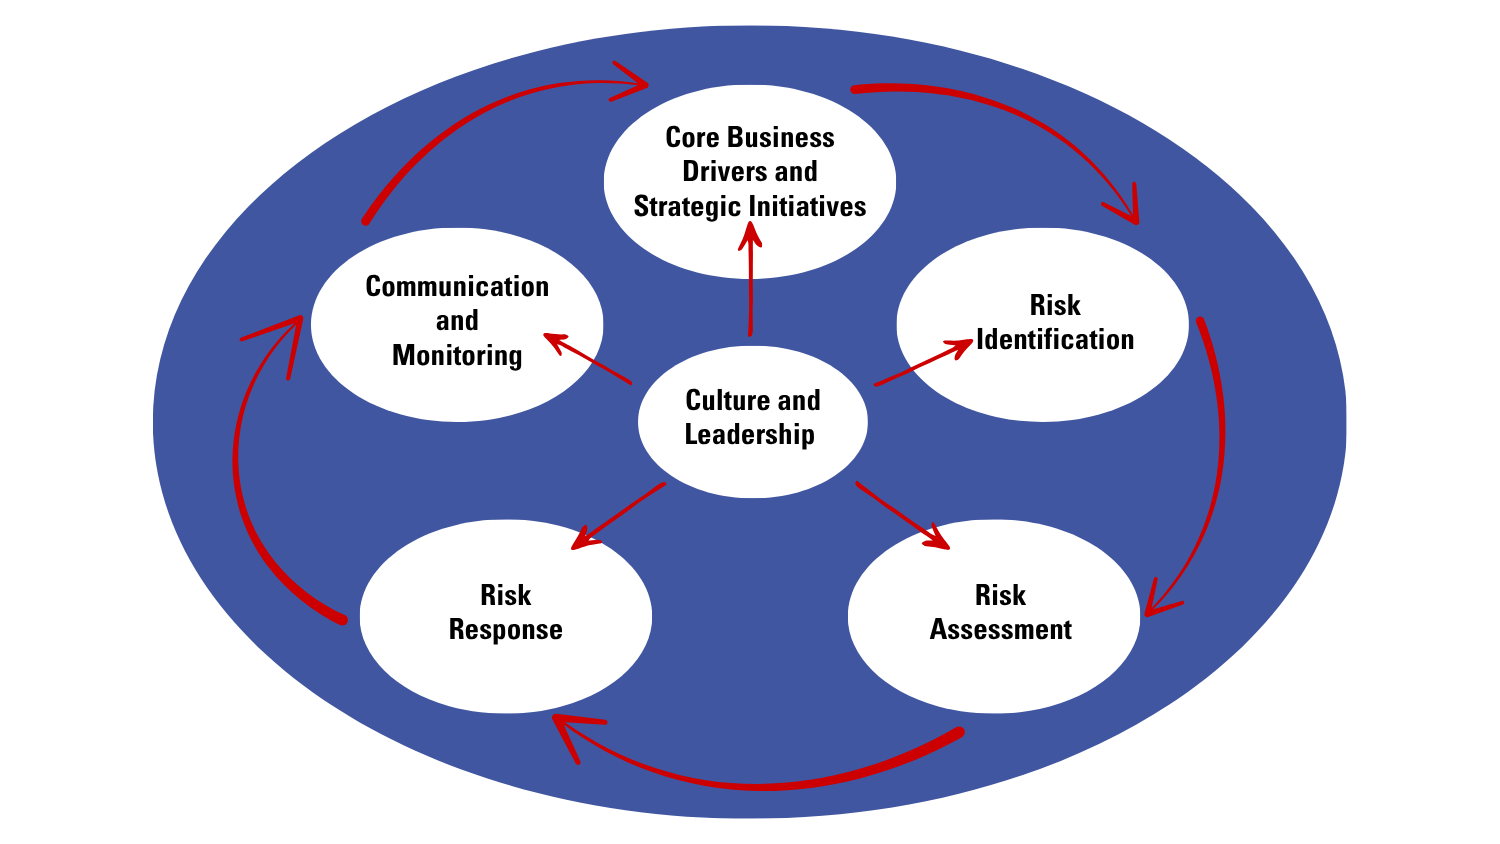 Core Business
Drivers and
Strategic Initiatives
Communication
and
Monitoring
Risk
Identification
Culture and
Leadership
Risk
Response
Risk
Assessment